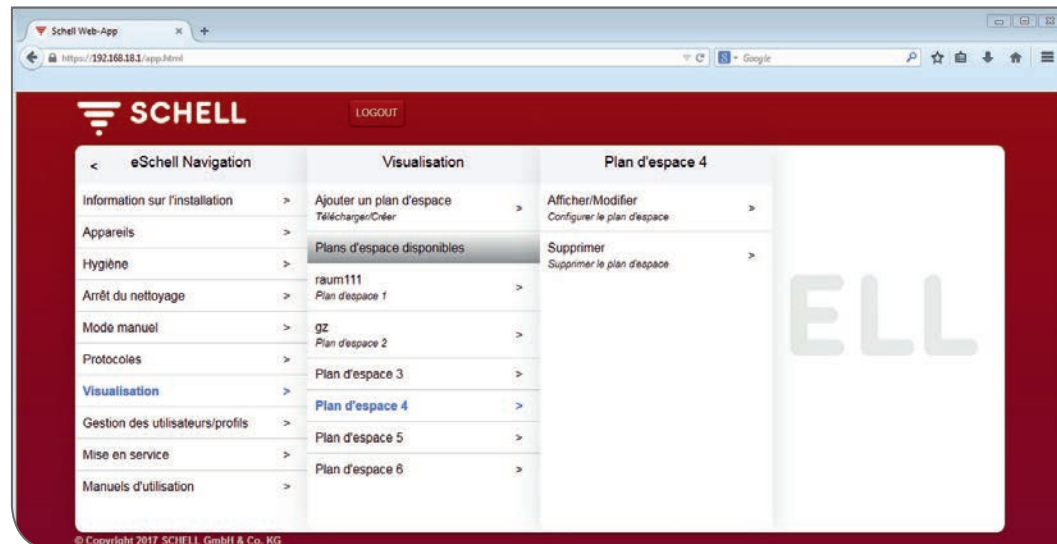 Schell Web-App
https://192.168.18.1/app.html
Google
SCHELL
LOGOUT
< eSchell Navigation
Information sur l'installation >
Appareils >
Hygiène >
Arrêt du nettoyage >
Mode manuel >
Protocoles >
Visualisation >
Gestion des utilisateurs/profils >
Mise en service >
Manuels d'utilisation >
Visualisation
Ajouter un plan d'espace >
Télécharger/Créer
Plans d'espace disponibles
raum111 >
Plan d'espace 1
gz >
Plan d'espace 2
Plan d'espace 3 >
Plan d'espace 4 >
Plan d'espace 5 >
Plan d'espace 6 >
Plan d'espace 4
Afficher/Modifier >
Configurer le plan d'espace
Supprimer >
Supprimer le plan d'espace
ELL
© Copyright 2017 SCHELL GmbH & Co. KG